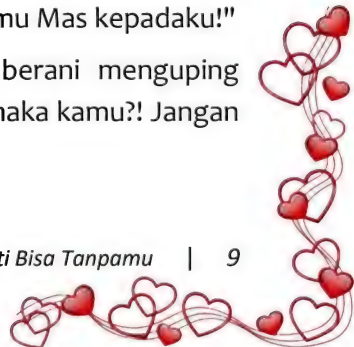 mu Mas kepadaku!"
berani menguping
naka kamu?! Jangan
ti Bisa Tanpamu | 9